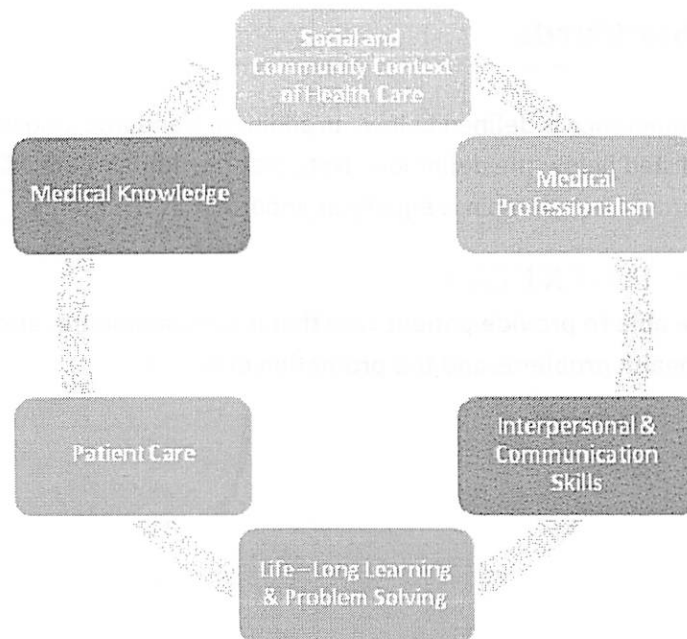 Social and
Community Context
of Health Care
Medical
Professionalism
Interpersonal &
Communication
Skills
Life–Long Learning
& Problem Solving
Patient Care
Medical Knowledge